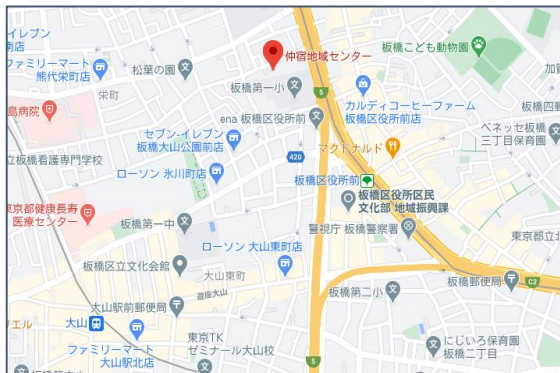 イレブン
南店
ファミリーマート
熊代栄町店
松葉の園
仲宿地域センター
板橋こども動物園
栄町
板橋第一小
5
カルディコーヒーファーム
板橋区役所前店
島病院
ena 板橋区役所前
板橋四
セブン-イレブン
板橋大山公園前店
マクドナルド
ベネッセ板橋
三丁目保育園
立板橋看護専門学校
420
ローソン 氷川町店
板橋区役所前
板橋区役所区民
文化部 地域振興課
東京都健康長寿
医療センター
板橋第一中
警視庁 板橋警察署
東京都立
ローソン 大山東町店
板橋区立文化会館
大山東町
遊座大山
板橋郵便局
C2
大山駅前郵便局
板橋第二小
大山
リエル
ファミリーマート
大山駅北店
東京TK
ゼミナール大山校
にじいろ保育園
板橋二丁目
5